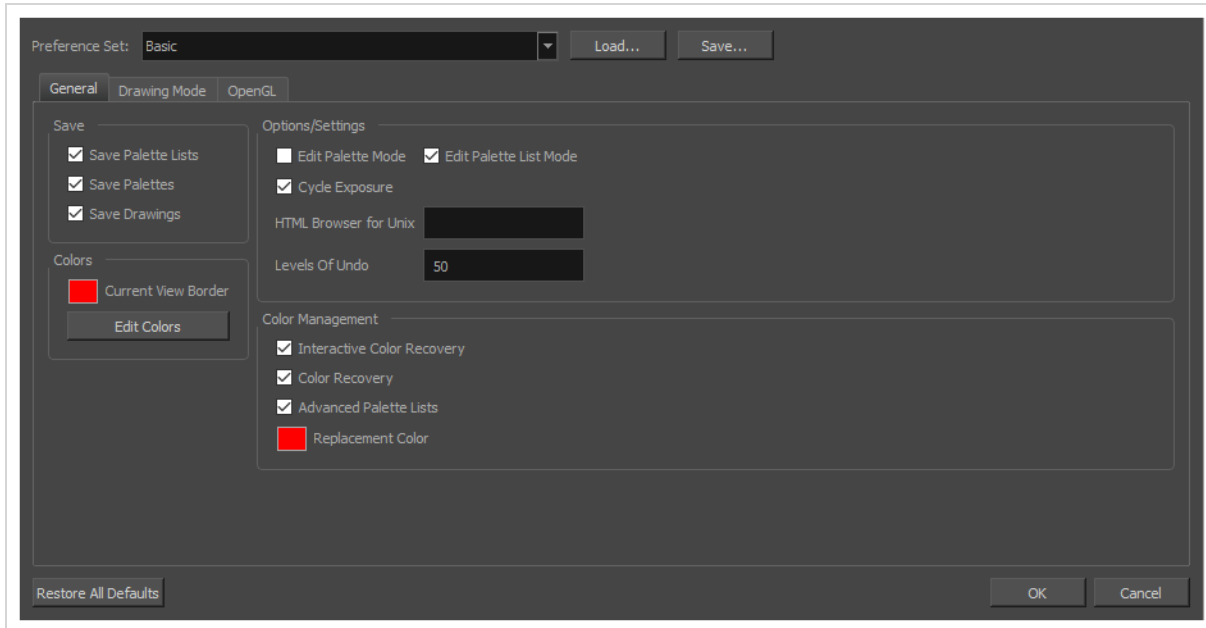 Preference Set: Basic Load... Save...
General Drawing Mode OpenGL
Save
Save Palette Lists
Save Palettes
Save Drawings
Colors
Current View Border
Edit Colors
Options/Settings
Edit Palette Mode Edit Palette List Mode
Cycle Exposure
HTML Browser for Unix
Levels Of Undo 50
Color Management
Interactive Color Recovery
Color Recovery
Advanced Palette Lists
Replacement Color
Restore All Defaults OK Cancel